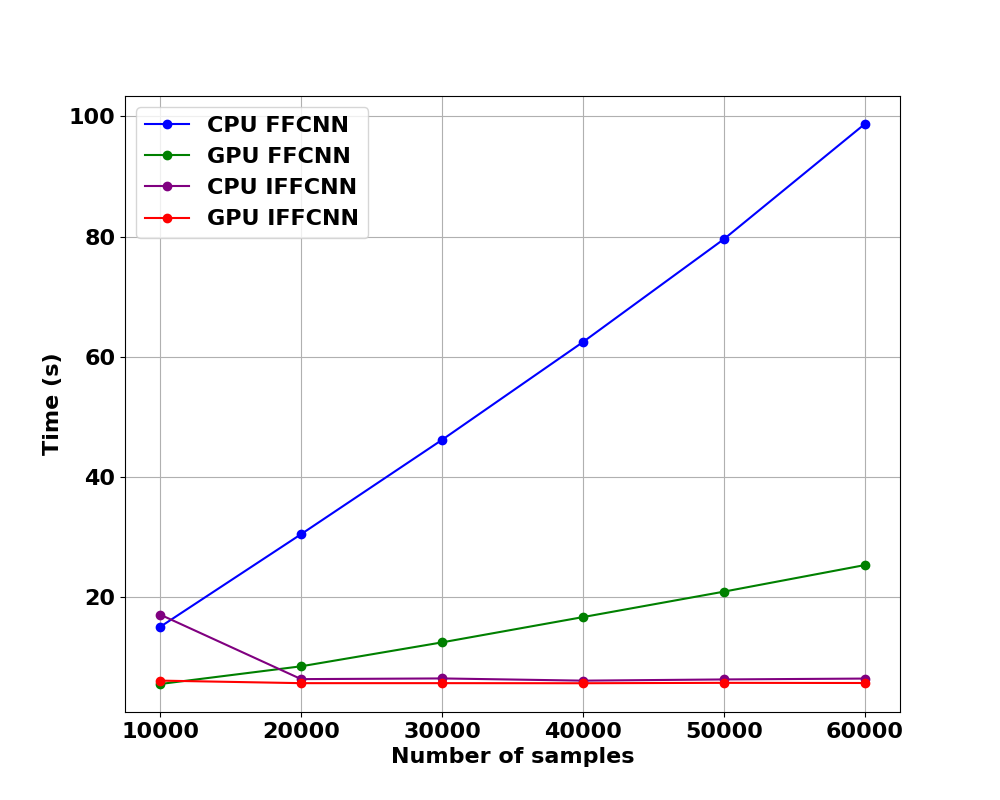 CPU FFCNN
GPU FFCNN
CPU IFFCNN
GPU IFFCNN
100
80
60
40
20
Time (s)
10000 20000 30000 40000 50000 60000
Number of samples